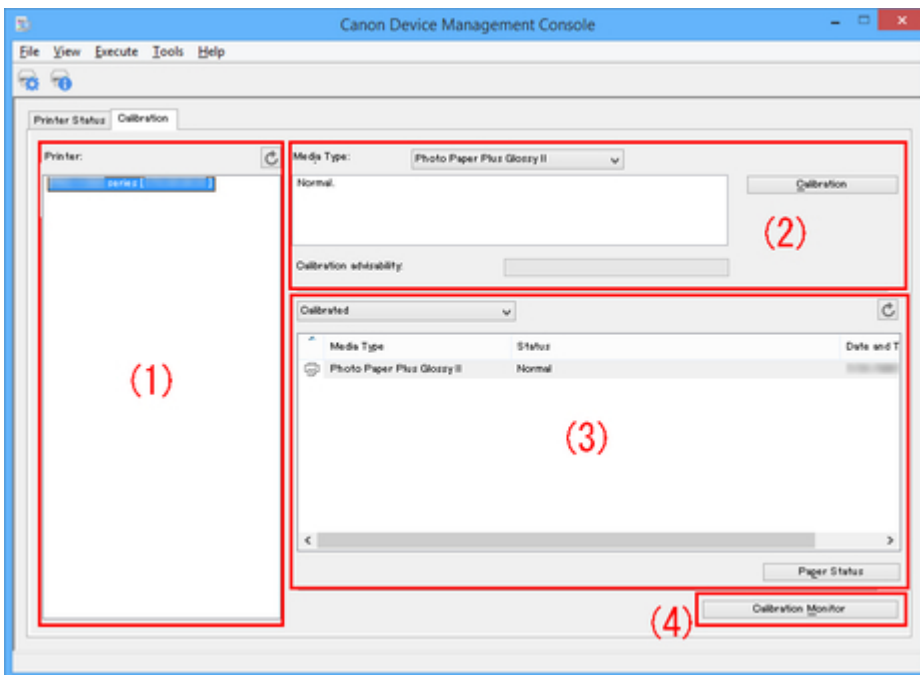 Canon Device Management Console
File View Execute Tools Help
Printer Status Calibration
Printer:
series [ ]
(1)
Media Type: Photo Paper Plus Glossy II
Normal.
Calibration
(2)
Calibration advisability:
Calibrated
Media Type Status Date and T
Photo Paper Plus Glossy II Normal
(3)
Paper Status
(4)
Calibration Monitor